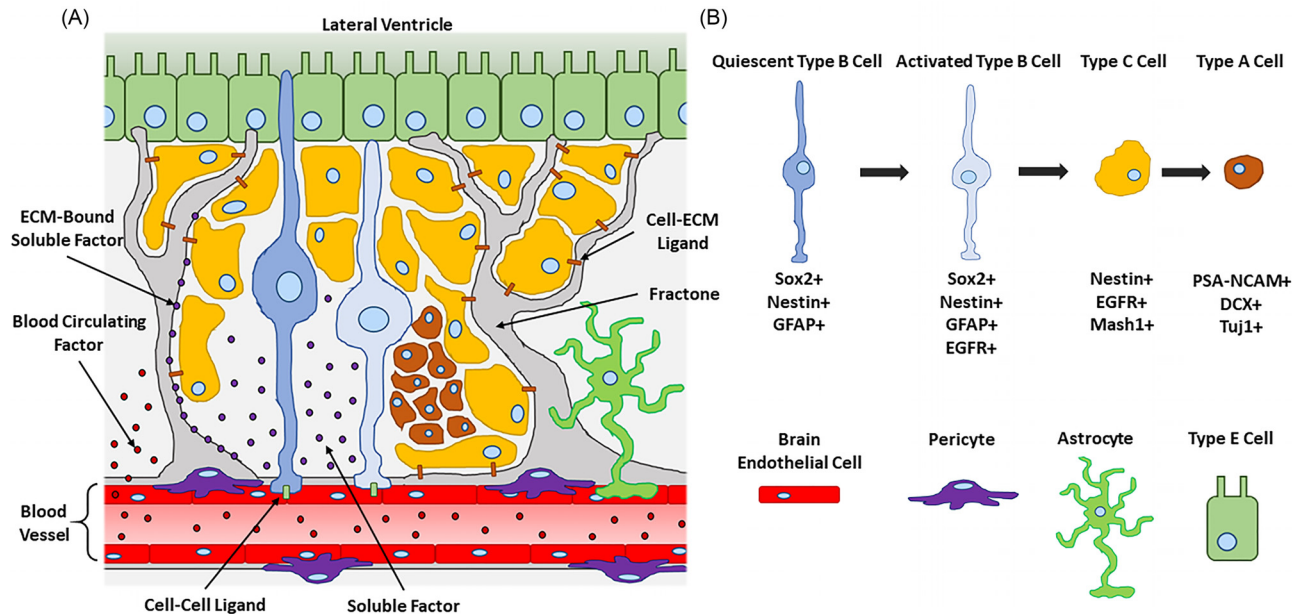 (A)
Lateral Ventricle
ECM-Bound
Soluble Factor
Blood Circulating
Factor
Blood
Vessel
Cell-ECM
Ligand
Fractone
Cell-Cell Ligand
Soluble Factor
(B)
Quiescent Type B Cell
Activated Type B Cell
Type C Cell
Type A Cell
Sox2+
Nestin+
GFAP+
Sox2+
Nestin+
GFAP+
EGFR+
Nestin+
EGFR+
Mash1+
PSA-NCAM+
DCX+
Tuj1+
Brain
Endothelial Cell
Pericyte
Astrocyte
Type E Cell